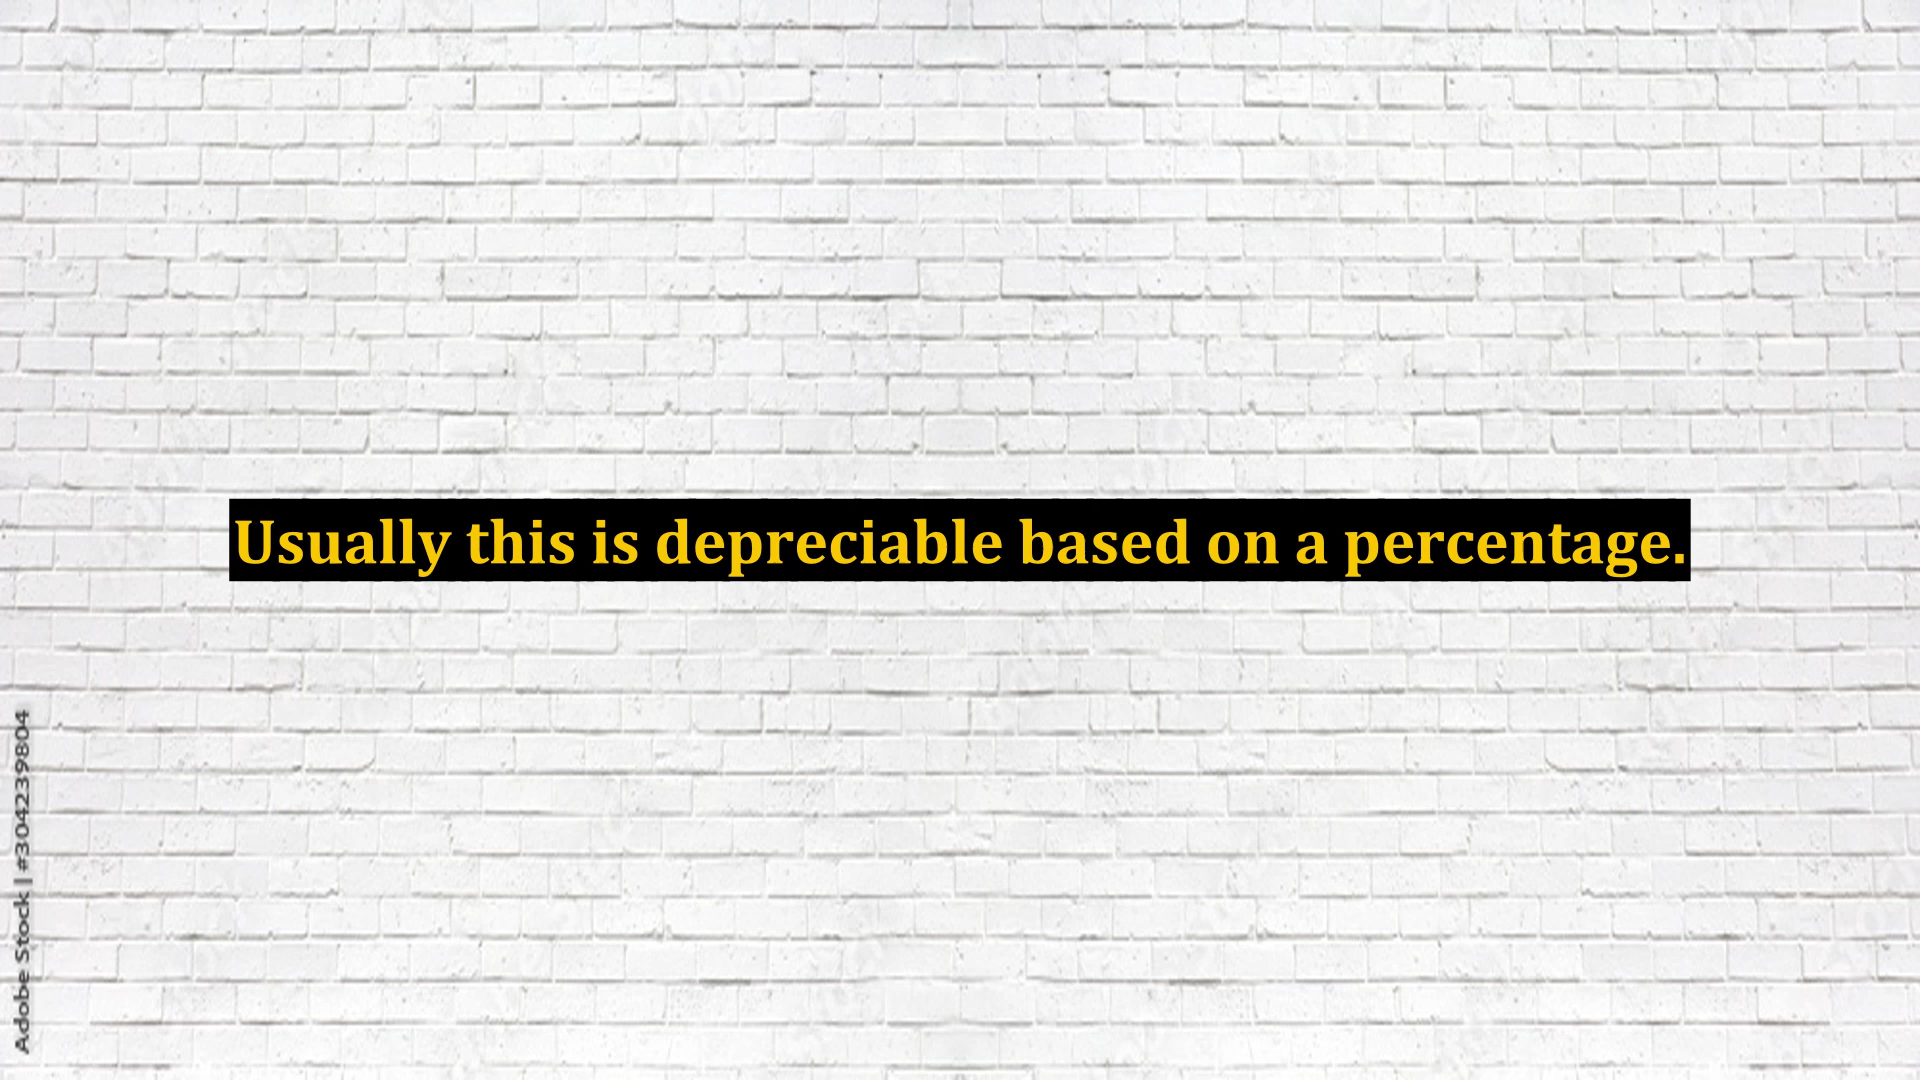 Usually this is depreciable based on a percentage.
Adobe Stock | #304239804